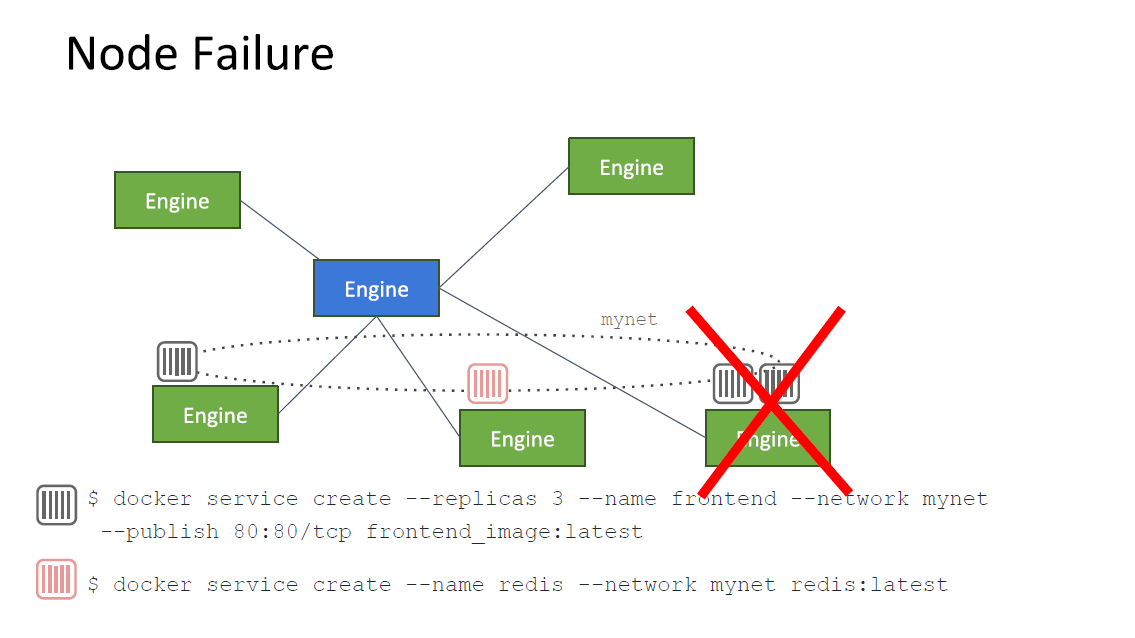 Node Failure
Engine
Engine
Engine
mynet
Engine
Engine
Engine
$ docker service create --replicas 3 --name frontend --network mynet
--publish 80:80/tcp frontend_image:latest
$ docker service create --name redis --network mynet redis:latest